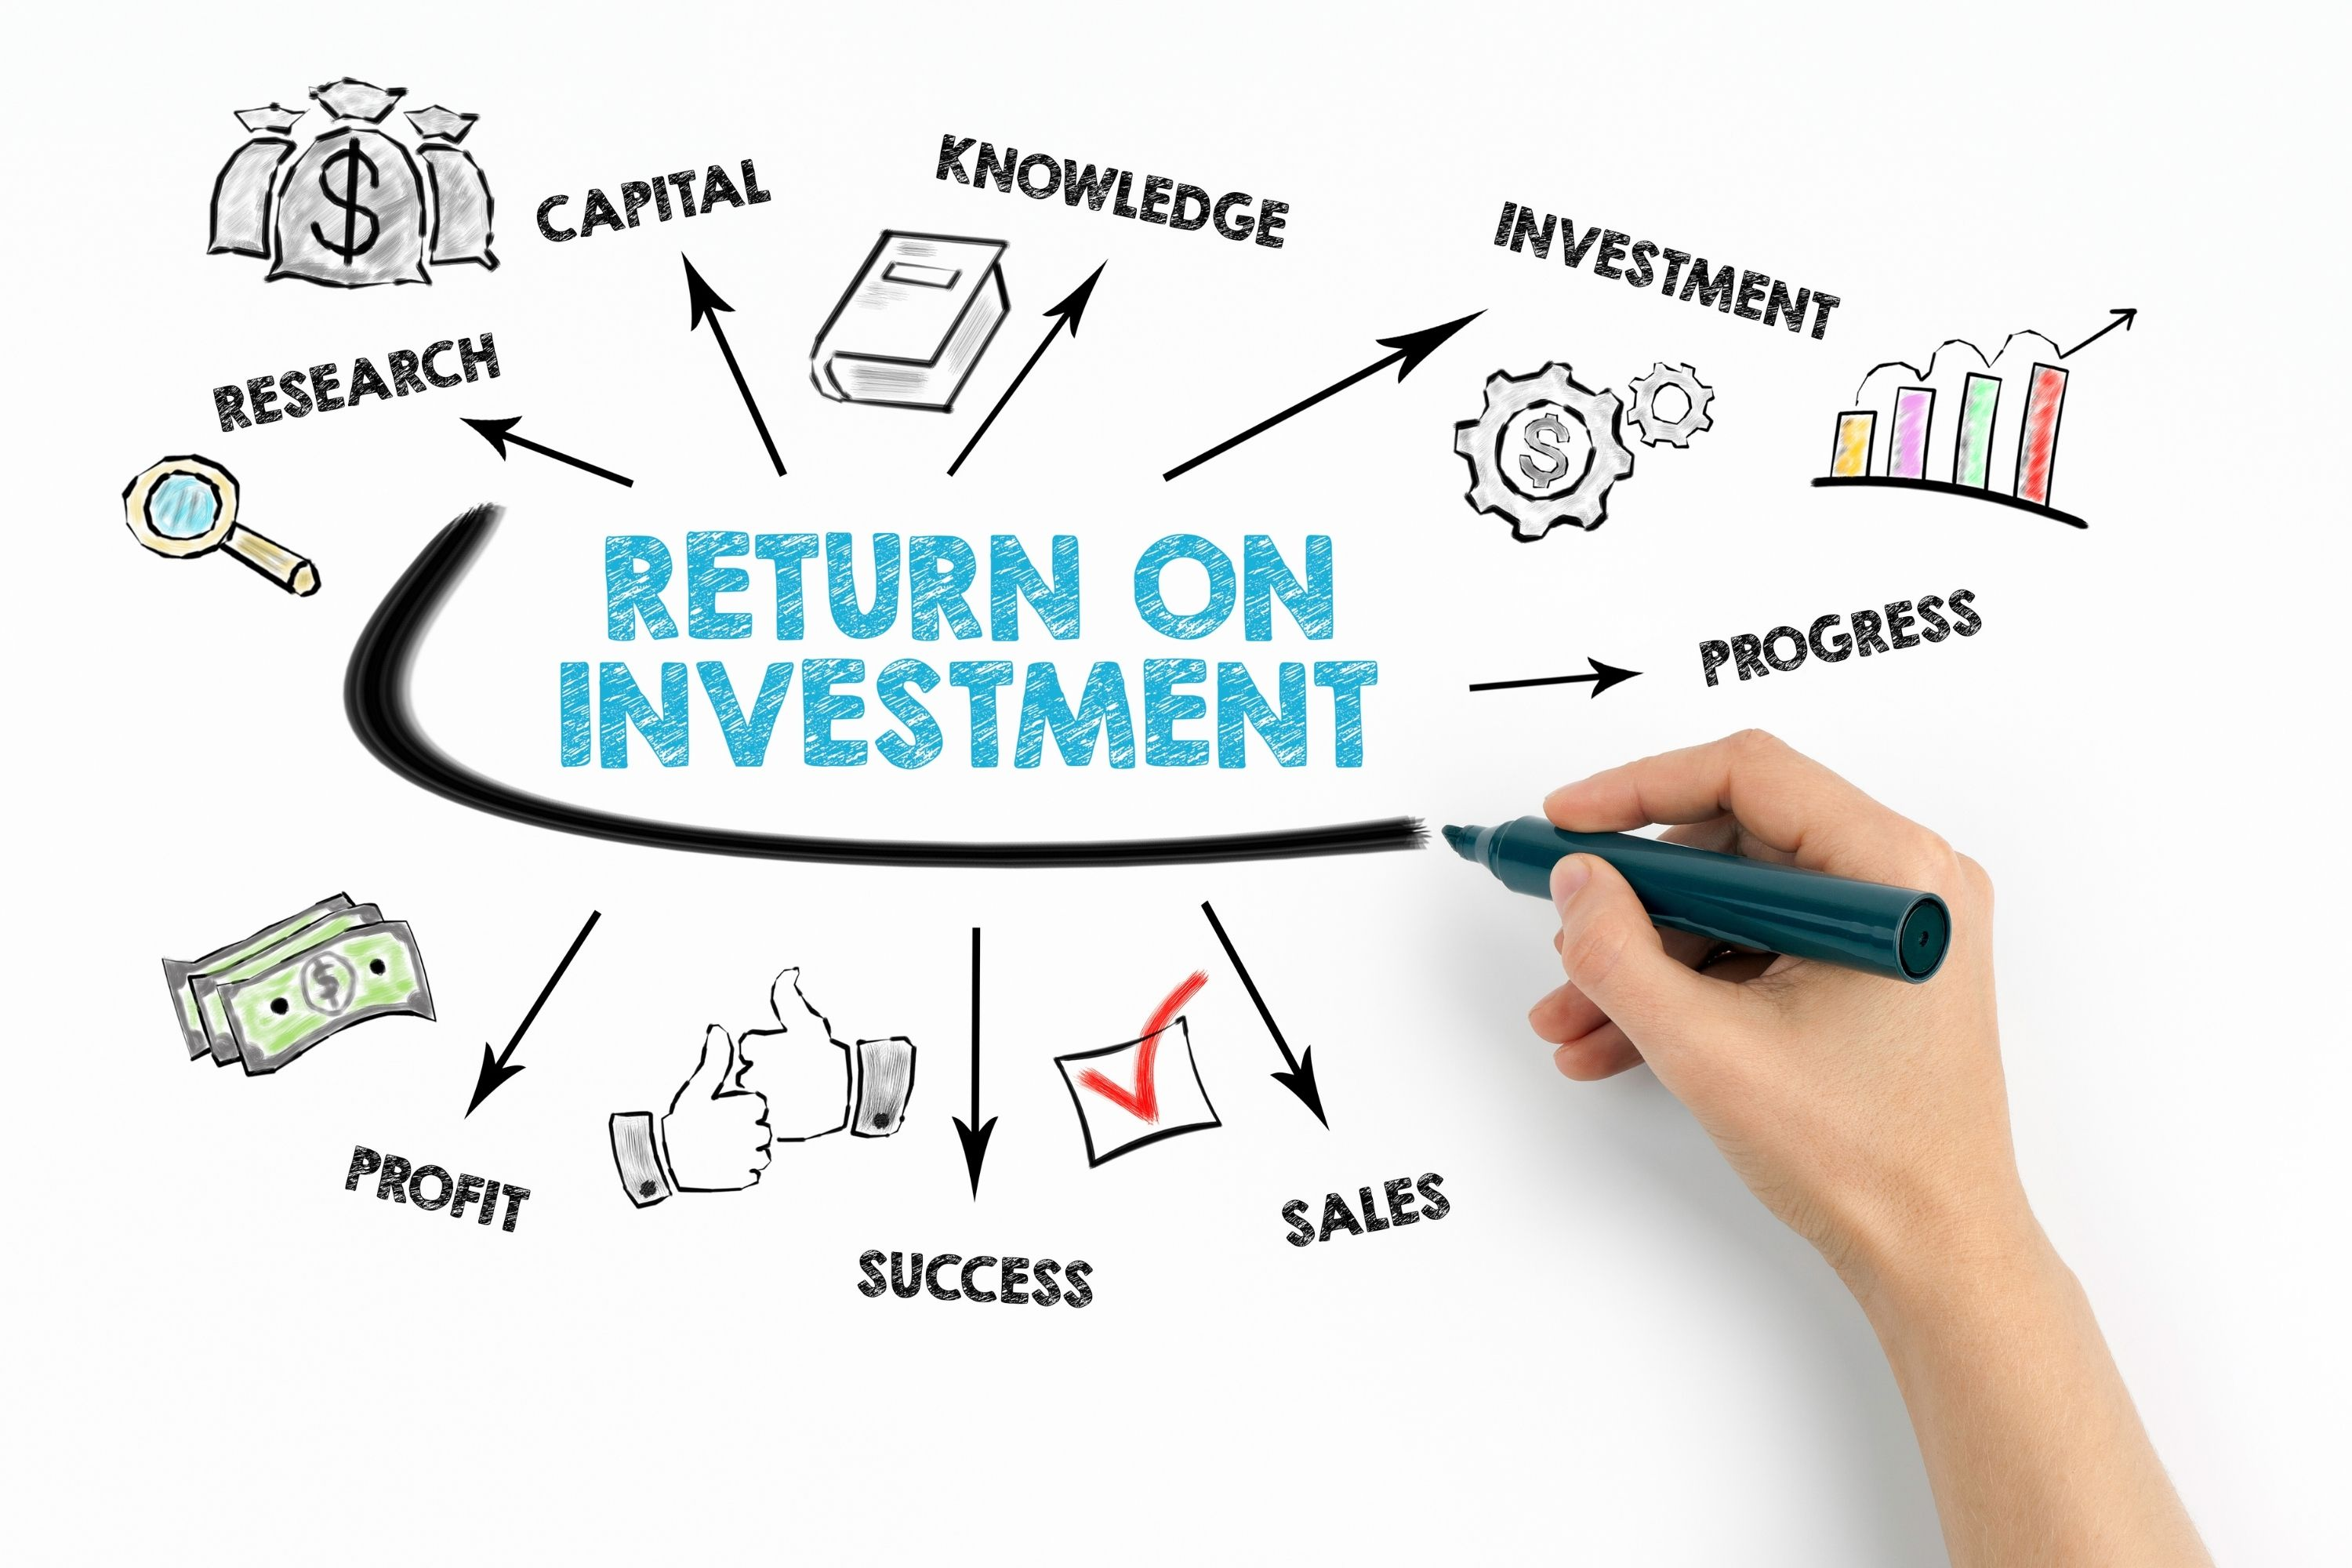 CAPITAL
KNOWLEDGE
INVESTMENT
RESEARCH
$
$
RETURN ON
INVESTMENT
PROGRESS
$
PROFIT
SUCCESS
SALES